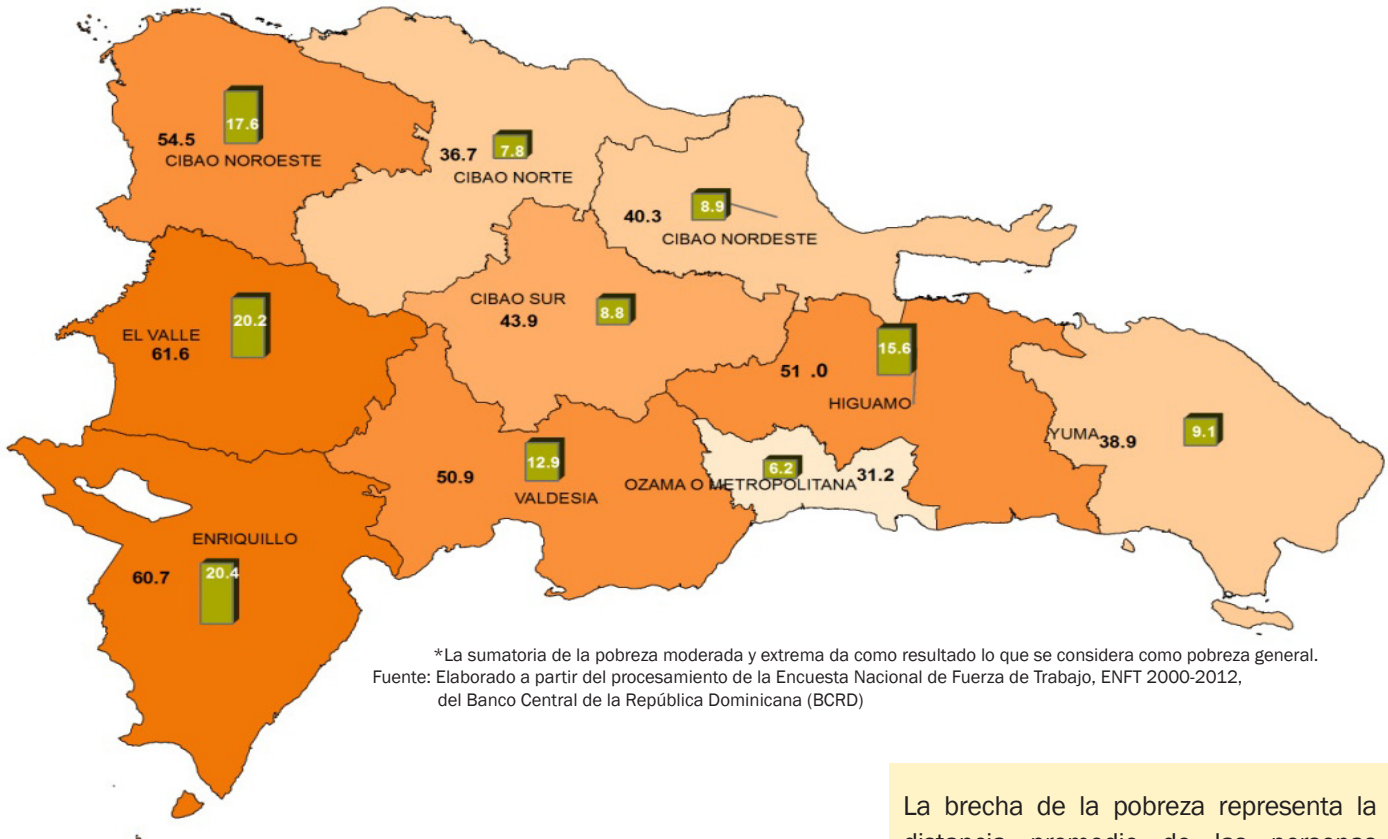 17.6
54.5
CIBAO NOROESTE
36.7
7.8
CIBAO NORTE
8.9
40.3
CIBAO NORDESTE
CIBAO SUR
43.9
8.8
20.2
EL VALLE
61.6
15.6
51 .0
HIGUAMO
YUMA 38.9
9.1
50.9
12.9
VALDESIA
6.2
OZAMA O METROPOLITANA 31.2
ENRIQUILLO
60.7
20.4
*La sumatoria de la pobreza moderada y extrema da como resultado lo que se considera como pobreza general.
Fuente: Elaborado a partir del procesamiento de la Encuesta Nacional de Fuerza de Trabajo, ENFT 2000-2012,
del Banco Central de la República Dominicana (BCRD)
La brecha de la pobreza representa la
distancia promedio de las personas